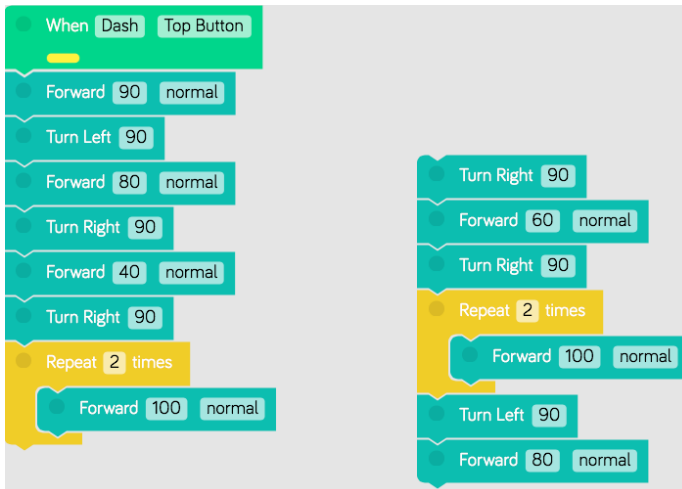 When Dash Top Button
Forward 90 normal
Turn Left 90
Forward 80 normal
Turn Right 90
Forward 40 normal
Turn Right 90
Repeat 2 times
Forward 100 normal
Turn Right 90
Forward 60 normal
Turn Right 90
Repeat 2 times
Forward 100 normal
Turn Left 90
Forward 80 normal